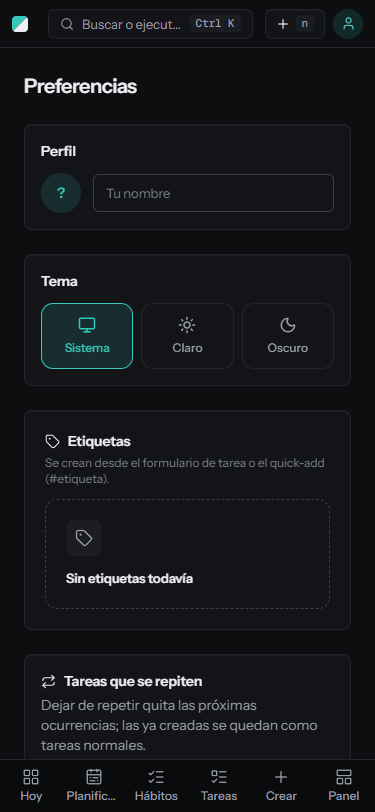 Buscar o ejecut... Ctrl K
n
Preferencias
Perfil
?
Tu nombre
Tema
Sistema
Claro
Oscuro
Etiquetas
Se crean desde el formulario de tarea o el quick-add
(#etiqueta).
Sin etiquetas todavía
Tareas que se repiten
Dejar de repetir quita las próximas
ocurrencias; las ya creadas se quedan como
tareas normales.
Hoy
Planific...
Hábitos
Tareas
Crear
Panel